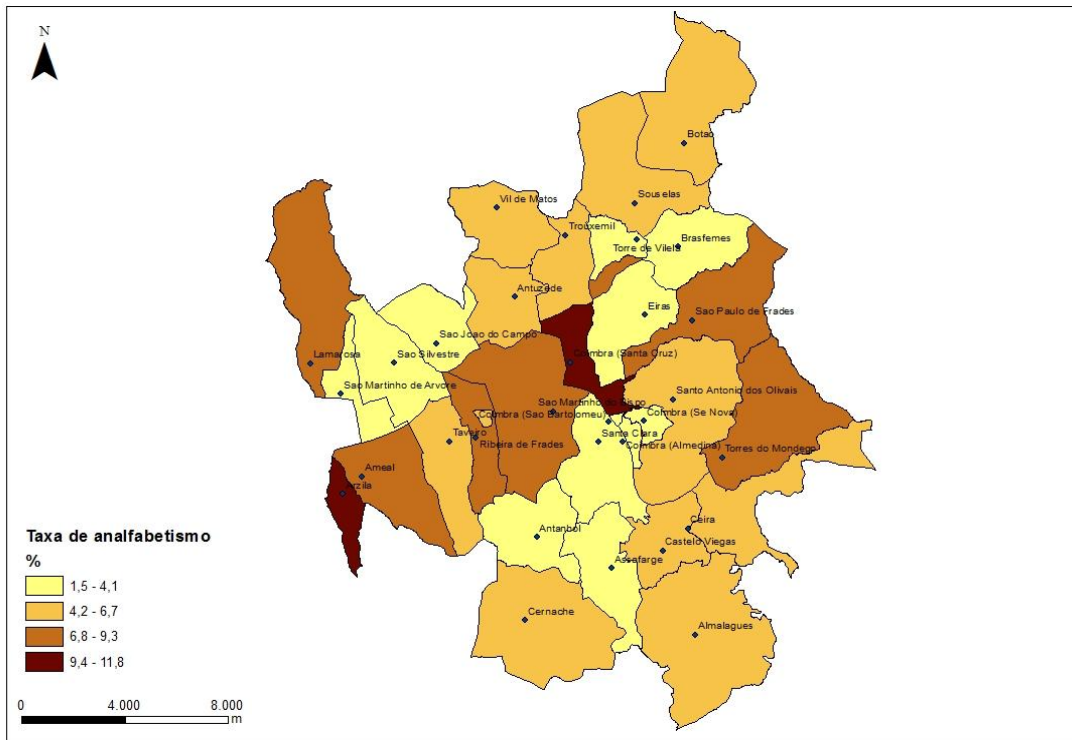 N
Botao
Souselas
Vil de Matos
Trouxemil
Torre de Vilela
Brasfemes
Antuzede
Eiras
Sao Paulo de Frades
Sao Joao do Campo
Lamarosa
Sao Silvestre
Coimbra (Santa Cruz)
Sao Martinho de Arvore
Santo Antonio dos Olivais
Sao Martinho do Bispo
Coimbra (Sao Bartolomeu)
Coimbra (Se Nova)
Taveiro
Ribeira de Frades
Santa Clara
Coimbra (Almedina)
Torres do Mondego
Ameal
Arzila
Antanhol
Ceira
Castelo Viegas
Assafarge
Cernache
Almalagues
Taxa de analfabetismo
%
1,5 - 4,1
4,2 - 6,7
6,8 - 9,3
9,4 - 11,8
0 4.000 8.000
m